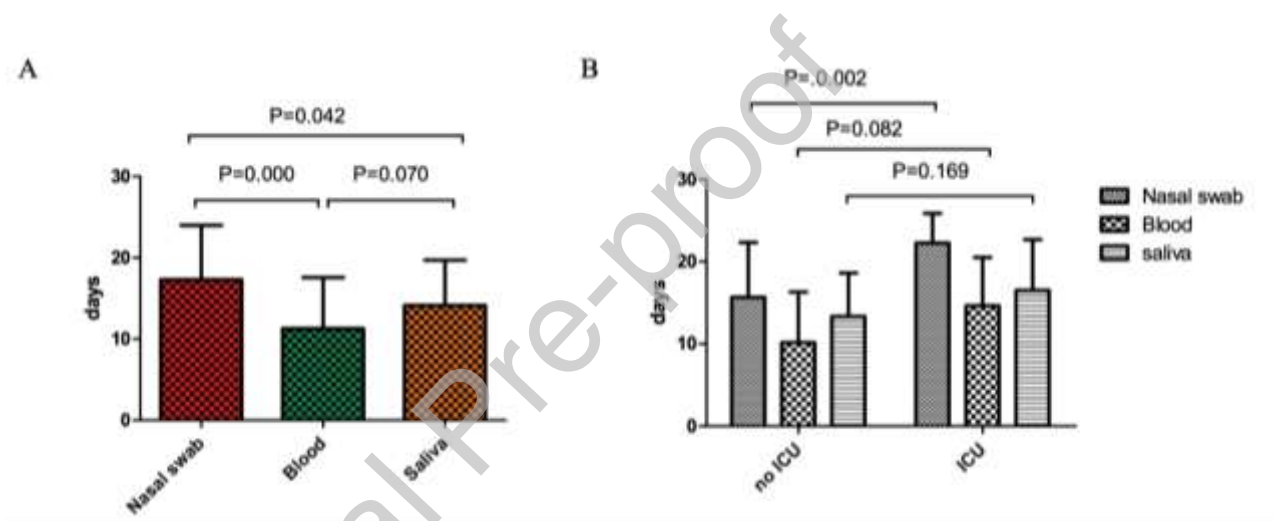 A
P=0.042
P=0.000
P=0.070
30
20
10
0
days
Nasal swab
Blood
Saliva
B
P=.0.002
P=0.082
P=0.169
30
20
10
0
days
no ICU
ICU
Nasal swab
Blood
saliva
al Pre-proof